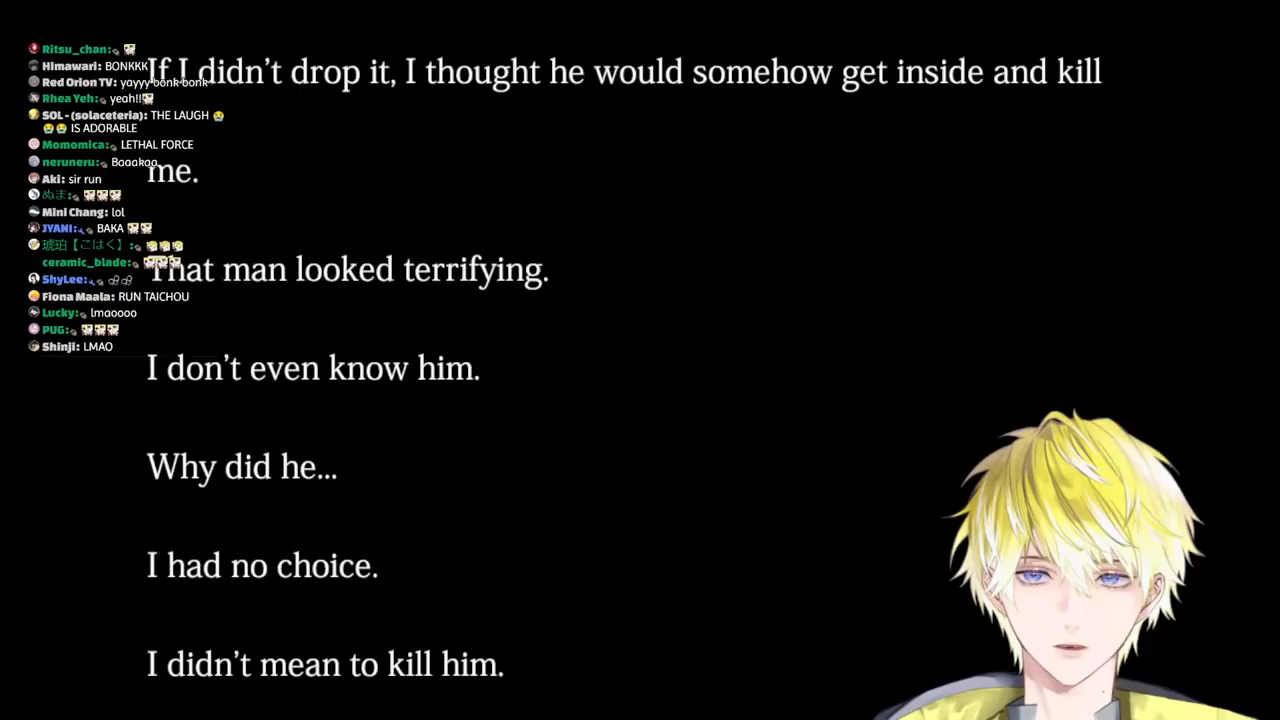 Ritsu_chan:
Himawari: BONKKK
Red Orion TV: yayyy bonk bonk~
Rhea Yeh: yeah!!
SOL - (solaceteria): THE LAUGH 😭
😭😭 IS ADORABLE
Momomica: LETHAL FORCE
neruneru: Baaakaa
Aki: sir run
ぬま:
Mini Chang: lol
JYANI: BAKA
琥珀【こはく】:
ceramic_blade:
ShyLee:
Fiona Maala: RUN TAICHOU
Lucky: lmaoooo
PUG:
Shinji: LMAO
If I didn't drop it, I thought he would somehow get inside and kill
me.
That man looked terrifying.
I don't even know him.
Why did he...
I had no choice.
I didn't mean to kill him.